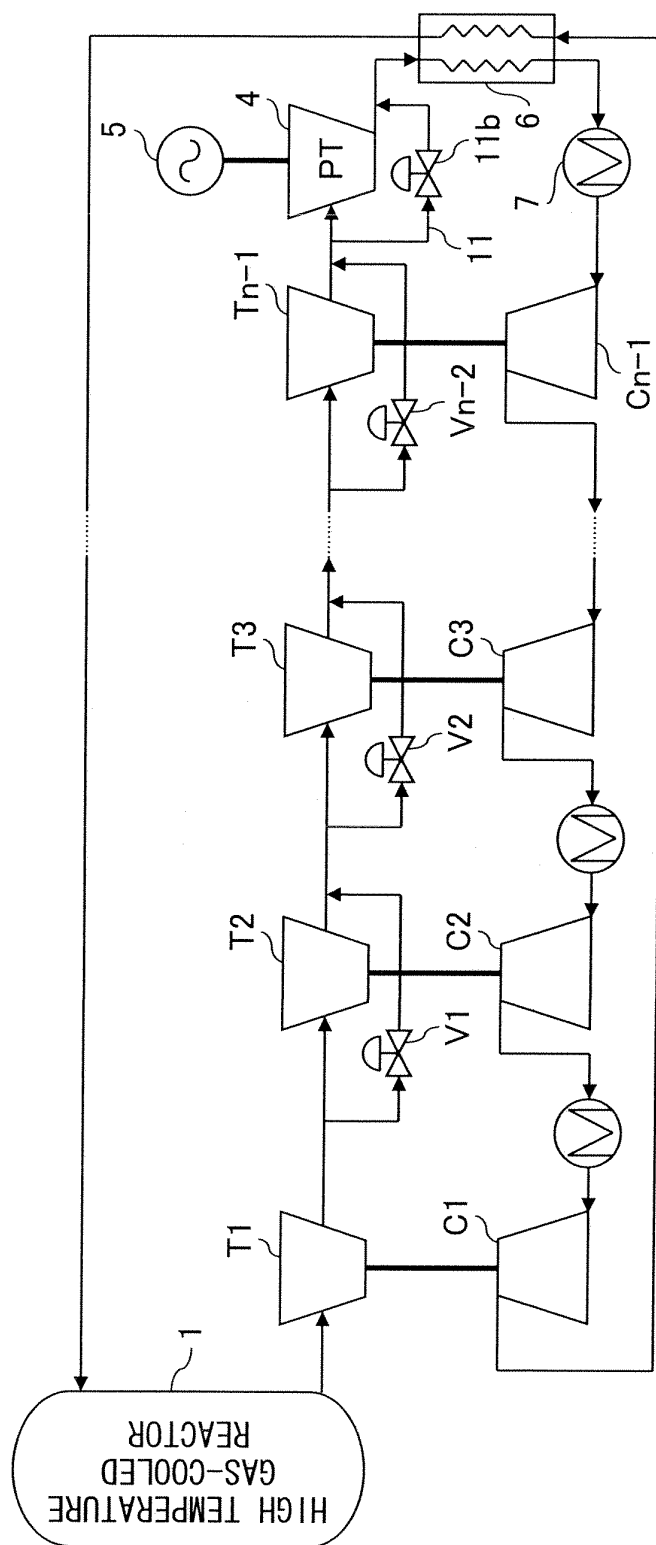 HIGH TEMPERATURE
GAS-COOLED
REACTOR
1
T1
T2
T3
Tn-1
4
5
PT
V1
V2
Vn-2
11
11b
6
7
C1
C2
C3
Cn-1